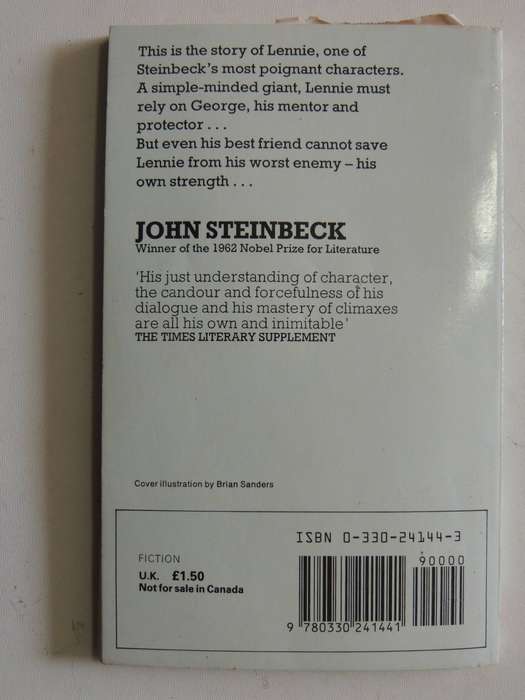 This is the story of Lennie, one of
Steinbeck's most poignant characters.
A simple-minded giant, Lennie must
rely on George, his mentor and
protector . . .
But even his best friend cannot save
Lennie from his worst enemy – his
own strength . . .
JOHN STEINBECK
Winner of the 1962 Nobel Prize for Literature
'His just understanding of character,
the candour and forcefulness of his
dialogue and his mastery of climaxes
are all his own and inimitable'
THE TIMES LITERARY SUPPLEMENT
Cover illustration by Brian Sanders
ISBN 0-330-24144-3
90000
FICTION
U.K. £1.50
Not for sale in Canada
9 780330 241441